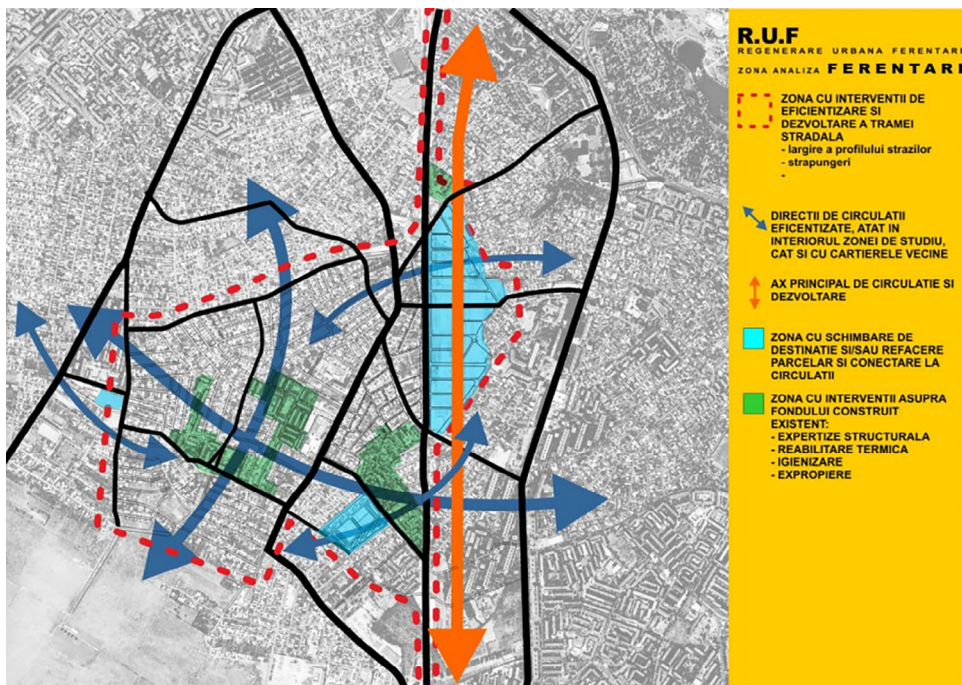 R.U.F
REGENERARE URBANA FERENTARI
ZONA ANALIZA FERENTARI
ZONA CU INTERVENTII DE
EFICIENTIZARE SI
DEZVOLTARE A TRAMEI
STRADALA
- largire a profilului strazilor
- strapungeri
-
DIRECTII DE CIRCULATII
EFICENTIZATE, ATAT IN
INTERIORUL ZONEI DE STUDIU,
CAT SI CU CARTIERELE VECINE
AX PRINCIPAL DE CIRCULATIE SI
DEZVOLTARE
ZONA CU SCHIMBARE DE
DESTINATIE SI/SAU REFACERE
PARCELAR SI CONECTARE LA
CIRCULATII
ZONA CU INTERVENTII ASUPRA
FONDULUI CONSTRUIT
EXISTENT:
- EXPERTIZE STRUCTURALA
- REABILITARE TERMICA
- IGIENIZARE
- EXPROPIERE